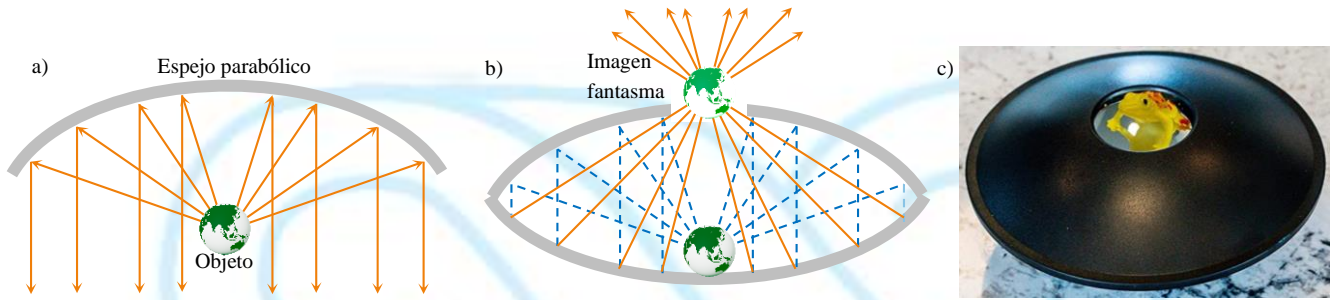 a)
Espejo parabólico
Objeto
b)
Imagen
fantasma
c)